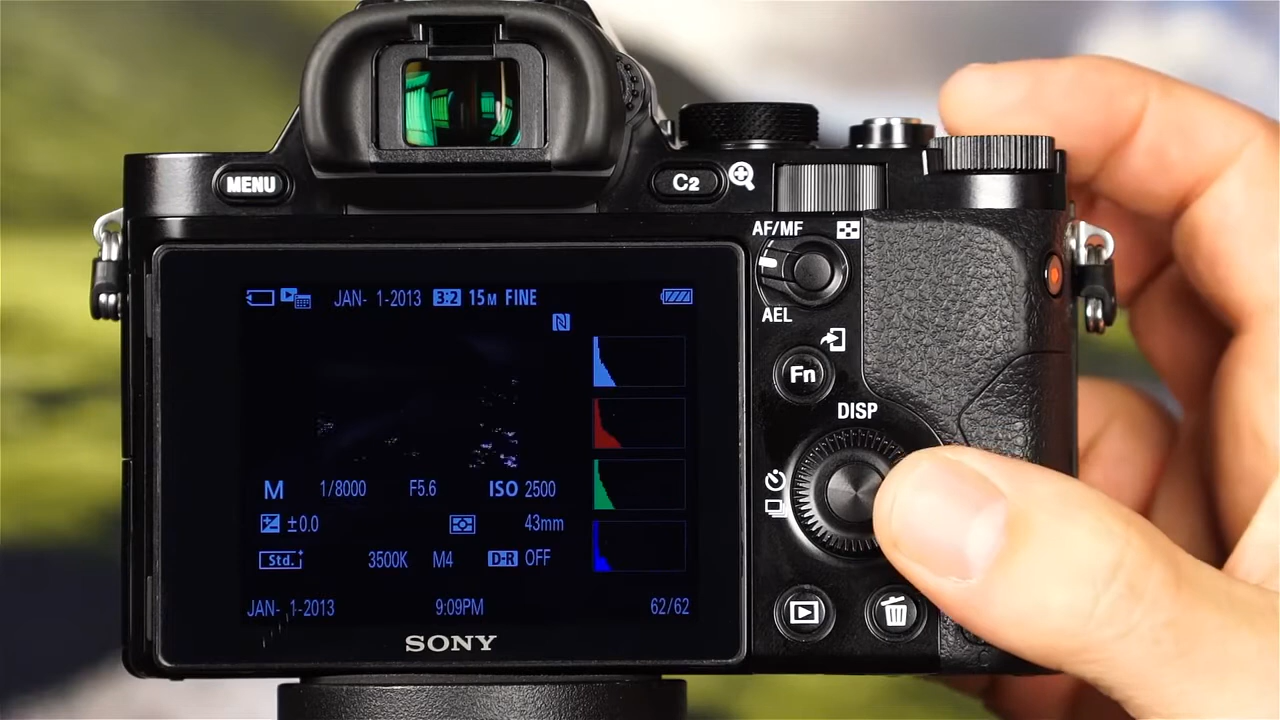 MENU
C2
AF/MF
AEL
Fn
DISP
JAN- 1-2013 3:2 15M FINE
N
M 1/8000 F5.6 ISO 2500
±0.0 43mm
Std.+ 3500K M4 D-R OFF
JAN- 1-2013 9:09PM 62/62
SONY